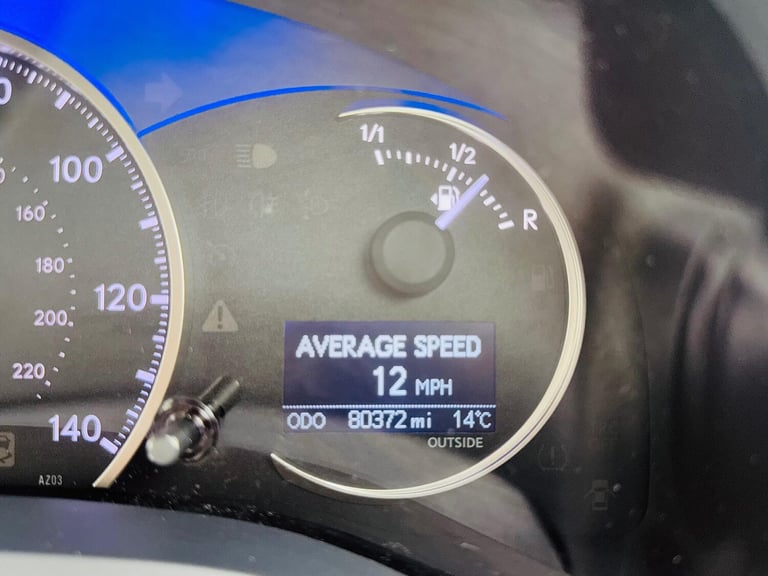 100
160
180
120
200
220
140
AZ03
1/1
1/2
R
AVERAGE SPEED
12 MPH
ODO 80372 mi 14°C
OUTSIDE